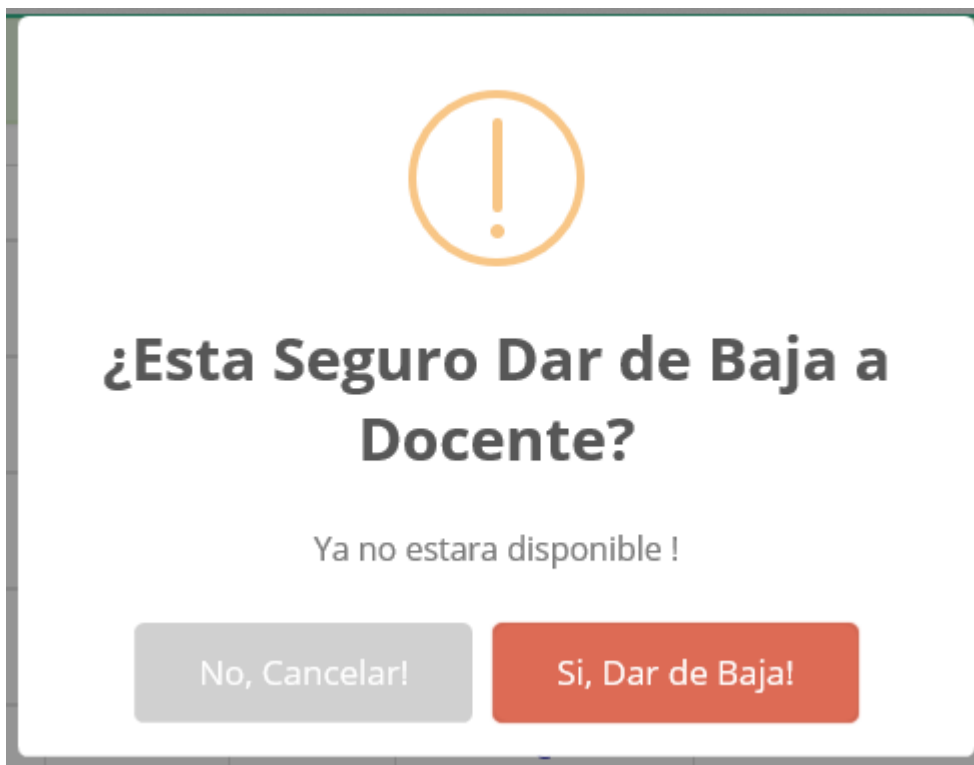 ¿Esta Seguro Dar de Baja a
Docente?
Ya no estara disponible !
No, Cancelar!
Si, Dar de Baja!